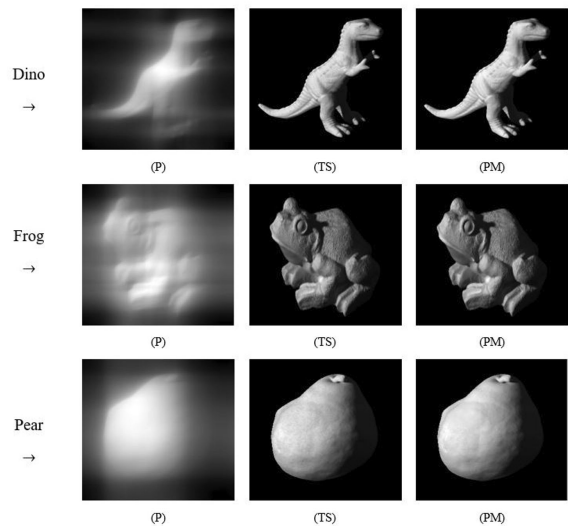 Dino
→
(P) (TS) (PM)
Frog
→
(P) (TS) (PM)
Pear
→
(P) (TS) (PM)